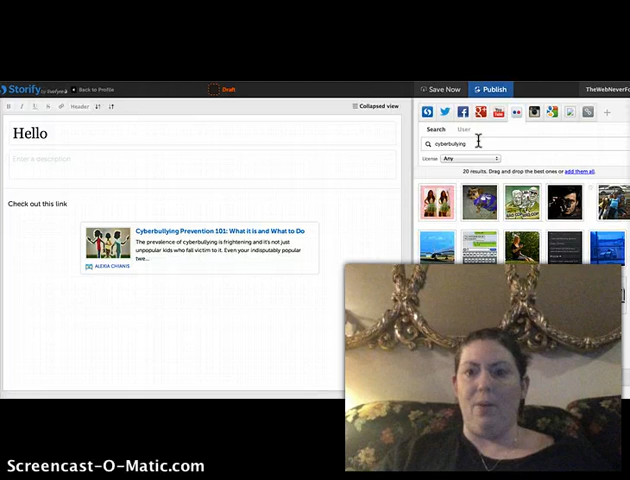 Storify by livefyre
Back to Profile
Draft
Save Now
Publish
TheWebNeverFo
B
I
U
S
Header
Collapsed view
Hello
Enter a description
Check out this link
Cyberbullying Prevention 101: What it is and What to Do
The prevalence of cyberbullying is frightening and it's not just
unpopular kids who fall victim to it. Even your indisputably popular
twe...
ALEXIA CHIANIS
Search
User
cyberbullying
License
Any
20 results. Drag and drop the best ones or add them all.
Screencast-O-Matic.com